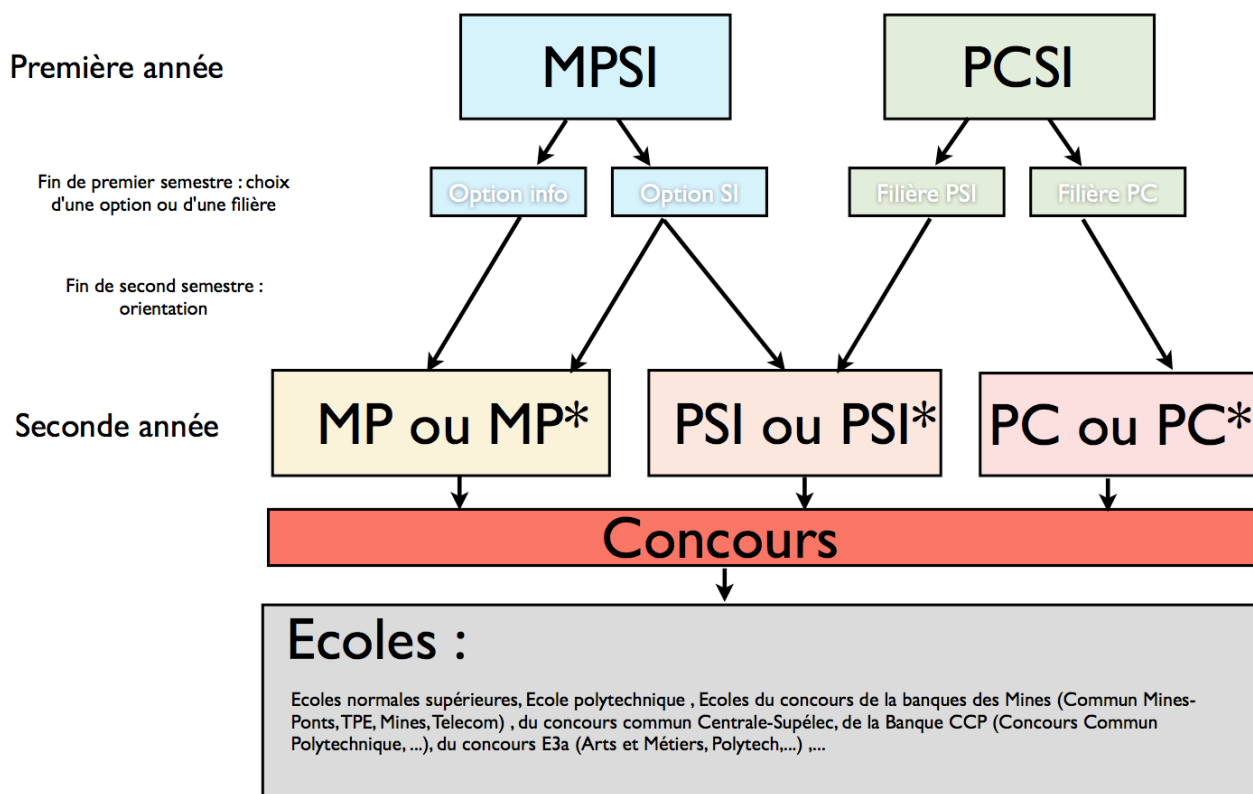 Première année
MPSI
PCSI
Fin de premier semestre : choix
d'une option ou d'une filière
Option info
Option SI
Filière PSI
Filière PC
Fin de second semestre :
orientation
Seconde année
MP ou MP*
PSI ou PSI*
PC ou PC*
Concours
Ecoles :
Ecoles normales supérieures, Ecole polytechnique , Ecoles du concours de la banques des Mines (Commun Mines-
Ponts, TPE, Mines, Telecom) , du concours commun Centrale-Supélec, de la Banque CCP (Concours Commun
Polytechnique, ...), du concours E3a (Arts et Métiers, Polytech,...) ,...